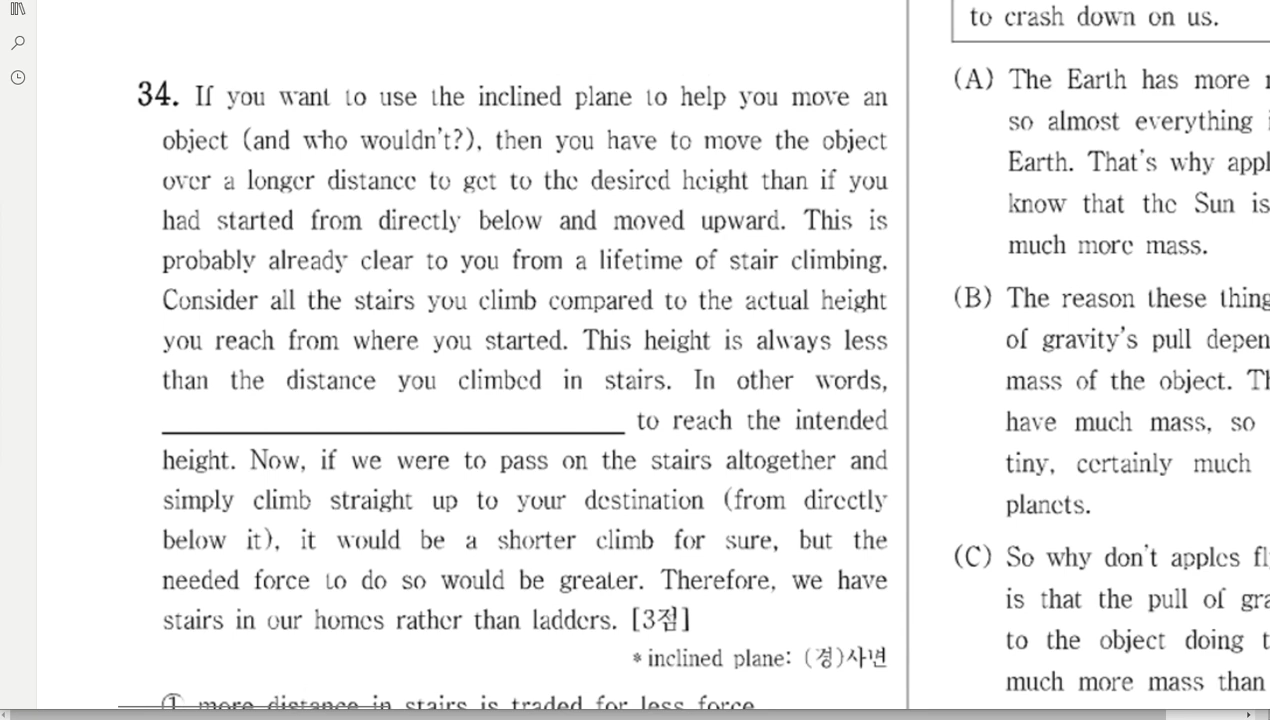 34. If you want to use the inclined plane to help you move an
object (and who wouldn't?), then you have to move the object
over a longer distance to get to the desired height than if you
had started from directly below and moved upward. This is
probably already clear to you from a lifetime of stair climbing.
Consider all the stairs you climb compared to the actual height
you reach from where you started. This height is always less
than the distance you climbed in stairs. In other words,
to reach the intended
height. Now, if we were to pass on the stairs altogether and
simply climb straight up to your destination (from directly
below it), it would be a shorter climb for sure, but the
needed force to do so would be greater. Therefore, we have
stairs in our homes rather than ladders. [3점]
* inclined plane: (경)사면
① more distance in stairs is traded for less force
to crash down on us.
(A) The Earth has more
so almost everything
Earth. That's why
know that the Sun is
much more mass.
(B) The reason these
of gravity's pull
mass of the object.
have much mass, so
tiny, certainly much
planets.
(C) So why don't apples
is that the pull of
to the object doing
much more mass than